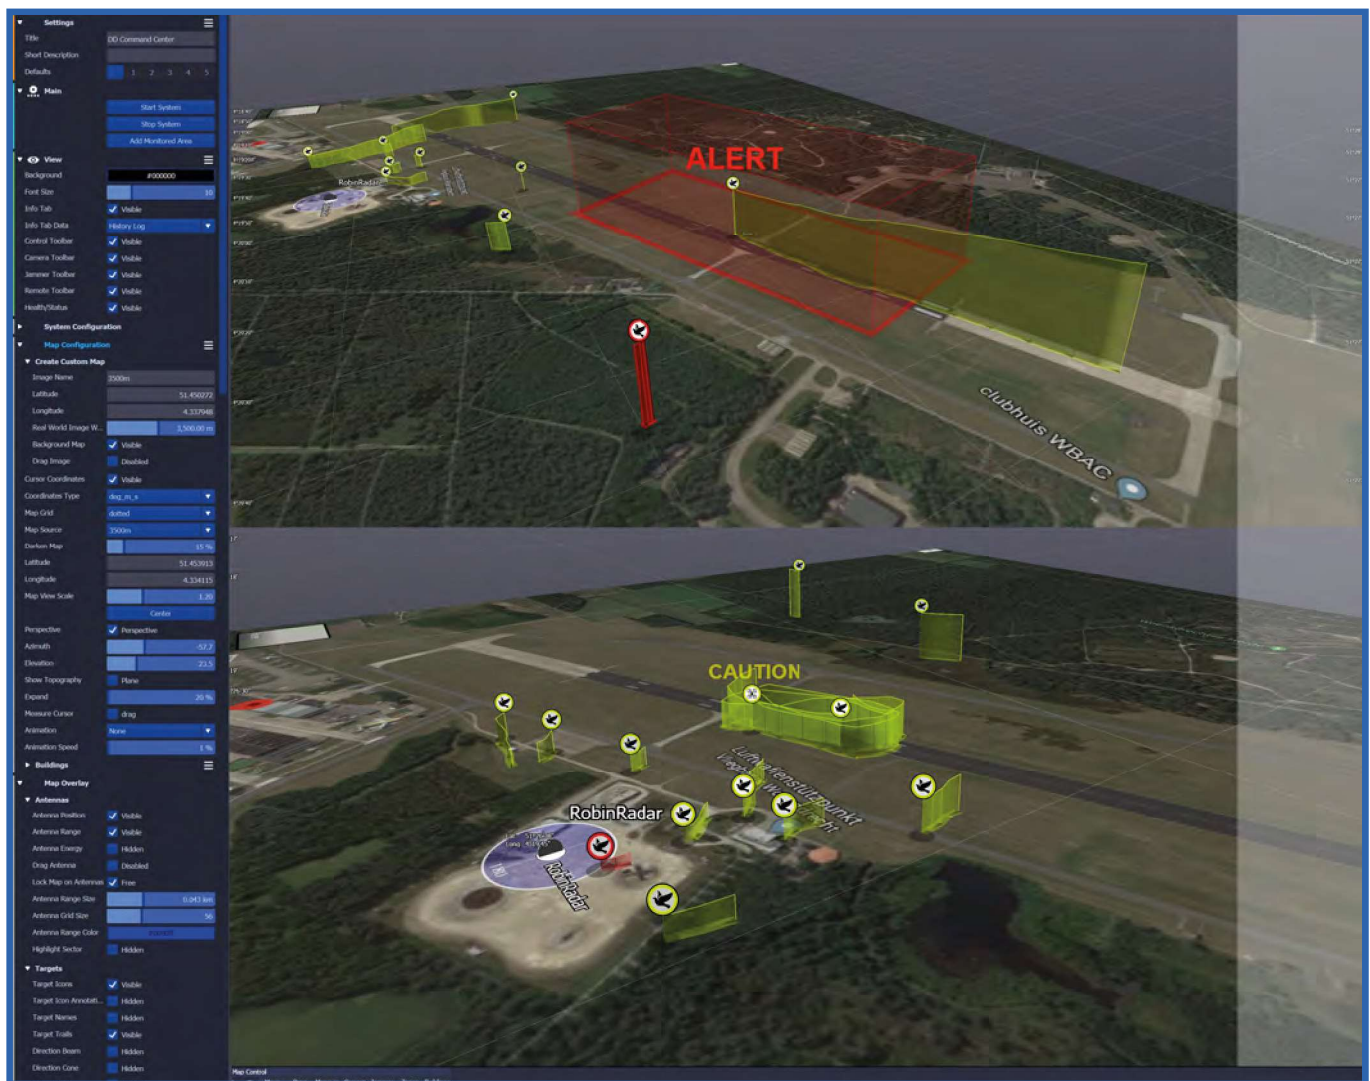 Settings
Title DD Command Center
Short Description
Defaults 1 2 3 4 5
Main
Start System
Stop System
Add Monitored Area
View
Background #000000
Font Size 10
Info Tab Visible
Info Tab Data History Log
Control Toolbar Visible
Camera Toolbar Visible
Jammer Toolbar Visible
Remote Toolbar Visible
Health/Status Visible
System Configuration
Map Configuration
Create Custom Map
Image Name 3500m
Latitude 51.450272
Longitude 4.337948
Real World Image W... 3,500.00 m
Background Map Visible
Drag Image Disabled
Cursor Coordinates Visible
Coordinates Type deg_m_s
Map Grid dotted
Map Source 3500m
Darken Map 15 %
Latitude 51.453913
Longitude 4.334115
Map View Scale 1.20
Center
Perspective Perspective
Azimuth -57.7
Elevation 23.5
Show Topography Plane
Expand 20 %
Measure Cursor drag
Animation None
Animation Speed 1 %
Buildings
Map Overlay
Antennas
Antenna Position Visible
Antenna Range Visible
Antenna Energy Hidden
Drag Antenna Disabled
Lock Map on Antennas Free
Antenna Range Size 0.043 km
Antenna Grid Size 56
Antenna Range Color
Highlight Sector Hidden
Targets
Target Icons Visible
Target Icon Annotati... Hidden
Target Names Hidden
Target Trails Visible
Direction Beam Hidden
Direction Cone Hidden
ALERT
RobinRadar
clubhuis WBAC
CAUTION
RobinRadar
RobinRadar
180
Map Control